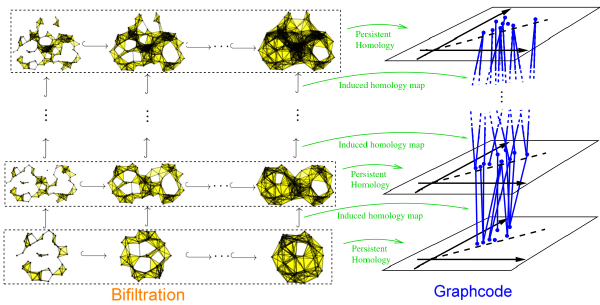 Persistent
Homology
Induced homology map
Induced homology map
Persistent
Homology
Induced homology map
Persistent
Homology
Bifiltration
Graphcode